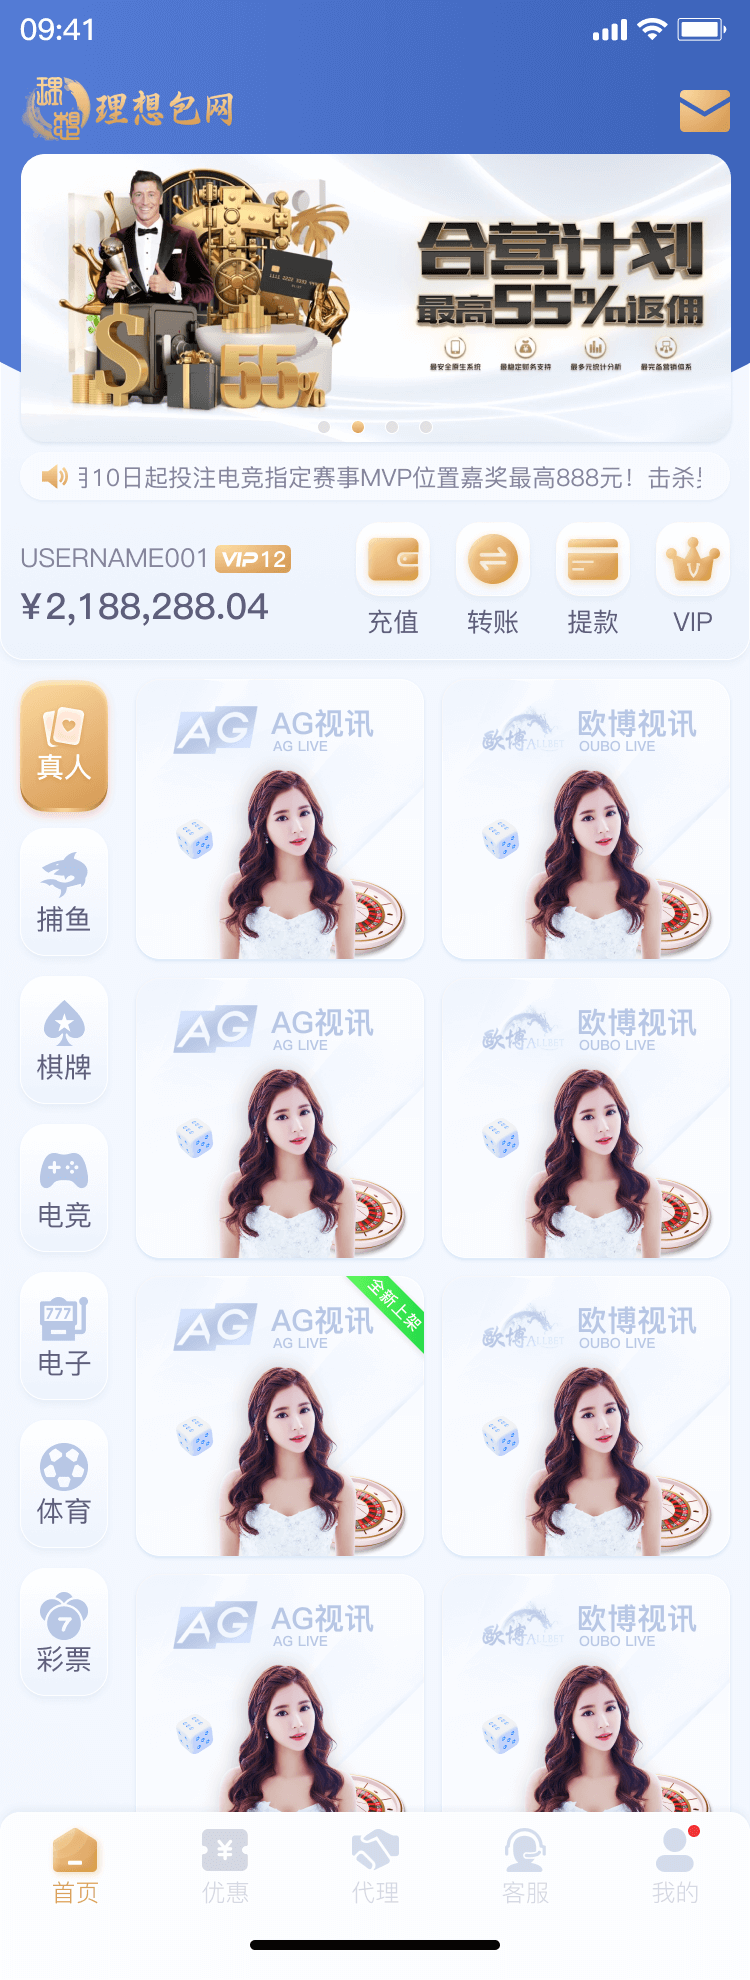 09:41
理想
理想包网
合营计划
最高55%返佣
最安全原生系统 最稳定财务支持 最多元统计分析 最完备营销体系
$ 55%
月10日起投注电竞指定赛事MVP位置嘉奖最高888元！击杀
USERNAME001 VIP12
¥2,188,288.04
充值 转账 提款 VIP
真人
捕鱼
棋牌
电竞
777
电子
体育
7
彩票
AG AG视讯
AG LIVE
歐博 ALLBET 欧博视讯
OUBO LIVE
AG AG视讯
AG LIVE
歐博 ALLBET 欧博视讯
OUBO LIVE
全新上架
AG AG视讯
AG LIVE
歐博 ALLBET 欧博视讯
OUBO LIVE
AG AG视讯
AG LIVE
歐博 ALLBET 欧博视讯
OUBO LIVE
首页 优惠 代理 客服 我的